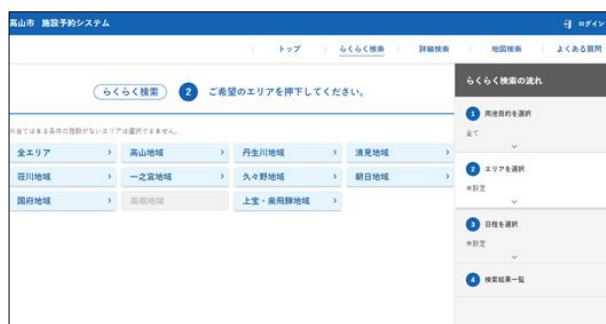 高山市 施設予約システム
ログイン
トップ
らくらく検索
詳細検索
地図検索
よくある質問
らくらく検索 2 ご希望のエリアを押下してください。
※当てはまる条件の施設がないエリアは選択できません。
全エリア
高山地域
丹生川地域
清見地域
荘川地域
一之宮地域
久々野地域
朝日地域
国府地域
高根地域
上宝・奥飛騨地域
らくらく検索の流れ
1 用途目的を選択
全て
2 エリアを選択
未設定
3 日程を選択
未設定
4 検索結果一覧